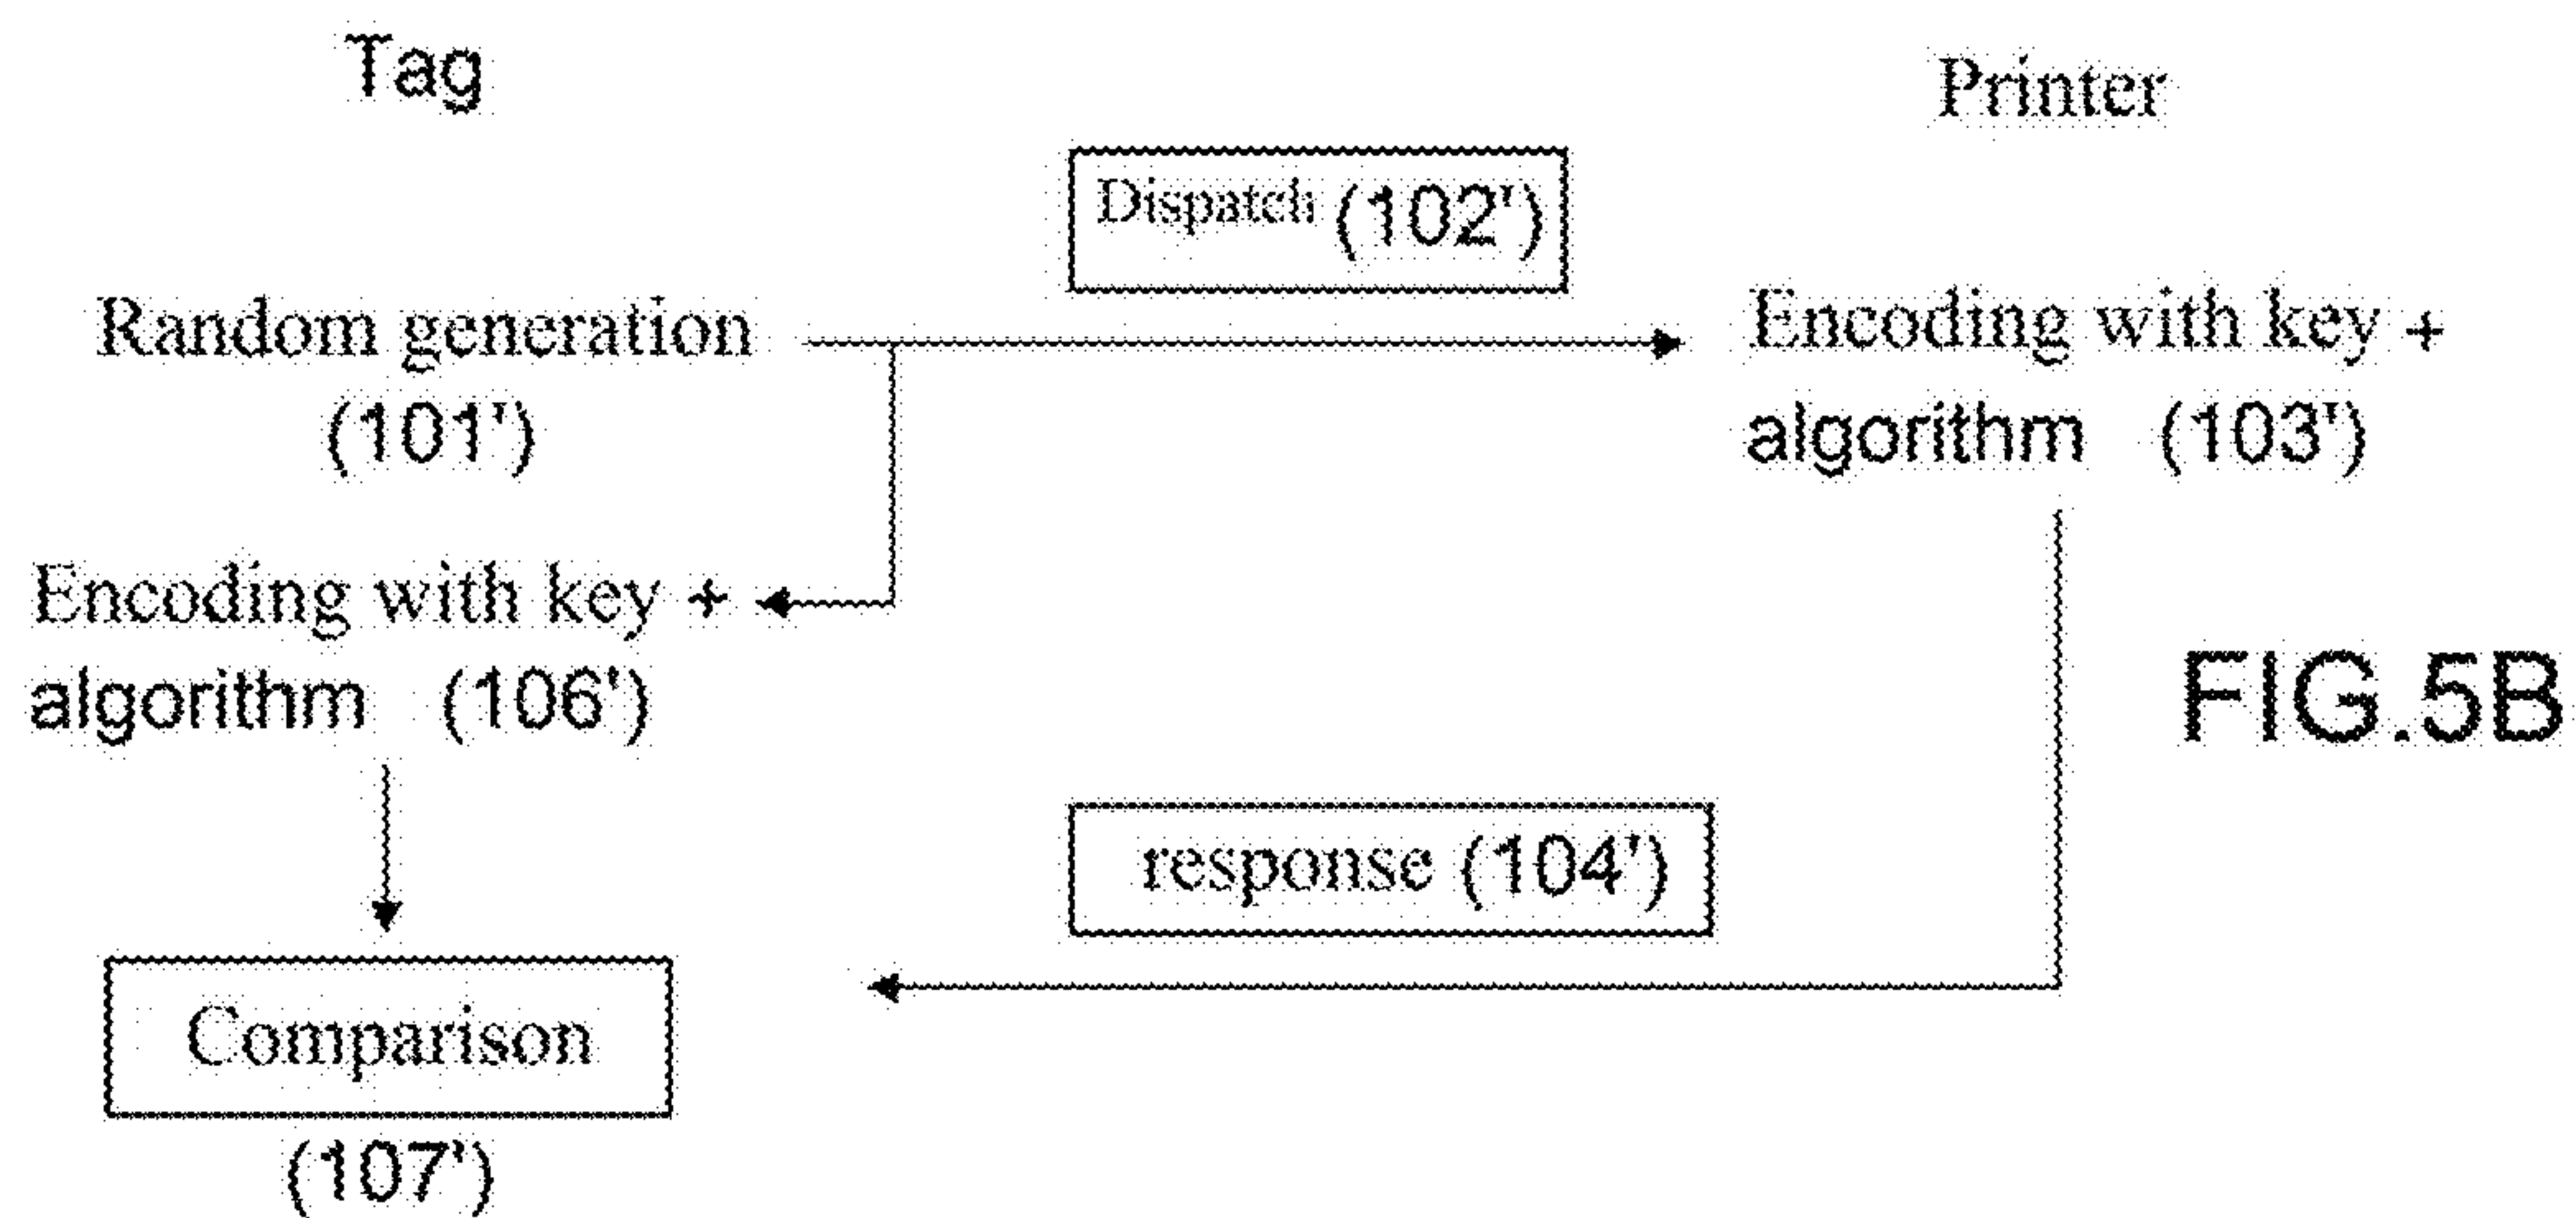 Tag
Printer
Dispatch (102')
Random generation
(101')
Encoding with key +
algorithm (103')
Encoding with key +
algorithm (106')
FIG.5B
response (104')
Comparison
(107')